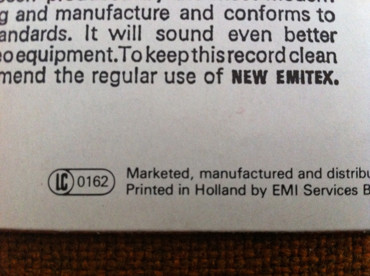 g and manufacture and conforms to
andards. It will sound even better
equipment. To keep this record clean
mend the regular use of NEW EMITEX.
LC 0162
Marketed, manufactured and distribu
Printed in Holland by EMI Services B